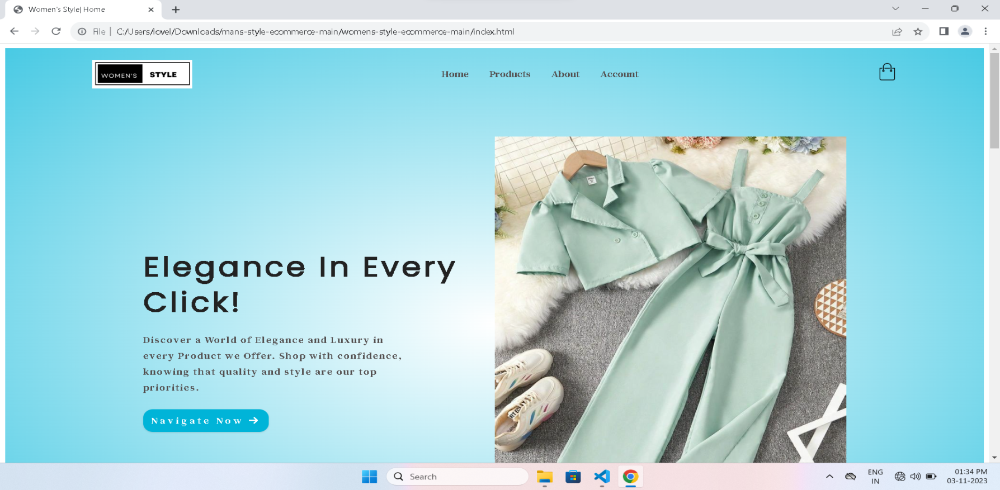 Women's Style| Home
File | C:/Users/lovel/Downloads/mans-style-ecommerce-main/womens-style-ecommerce-main/index.html
WOMEN'S STYLE
Home Products About Account
Elegance In Every
Click!
Discover a World of Elegance and Luxury in
every Product we Offer. Shop with confidence,
knowing that quality and style are our top
priorities.
Navigate Now
Search
ENG
IN
01:34 PM
03-11-2023